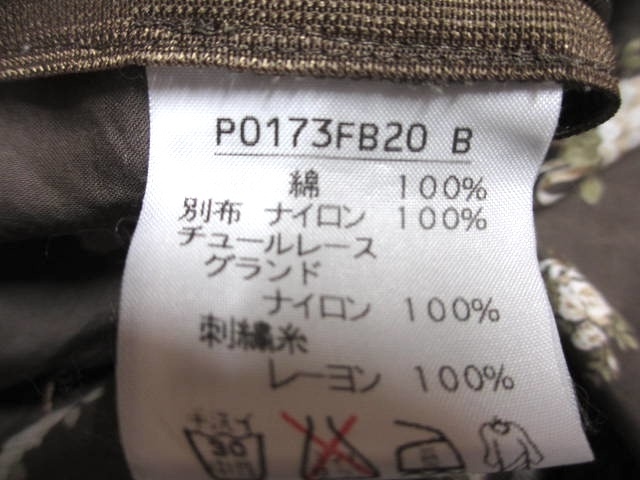 P0173FB20 B
綿 100%
別布 ナイロン 100%
チュールレース
グランド
ナイロン 100%
刺繍糸
レーヨン 100%
30